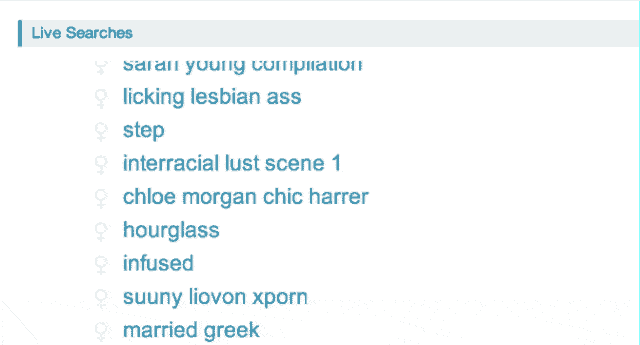 Live Searches
sarah young compilation
licking lesbian ass
step
interracial lust scene 1
chloe morgan chic harrer
hourglass
infused
suuny liovon xporn
married greek